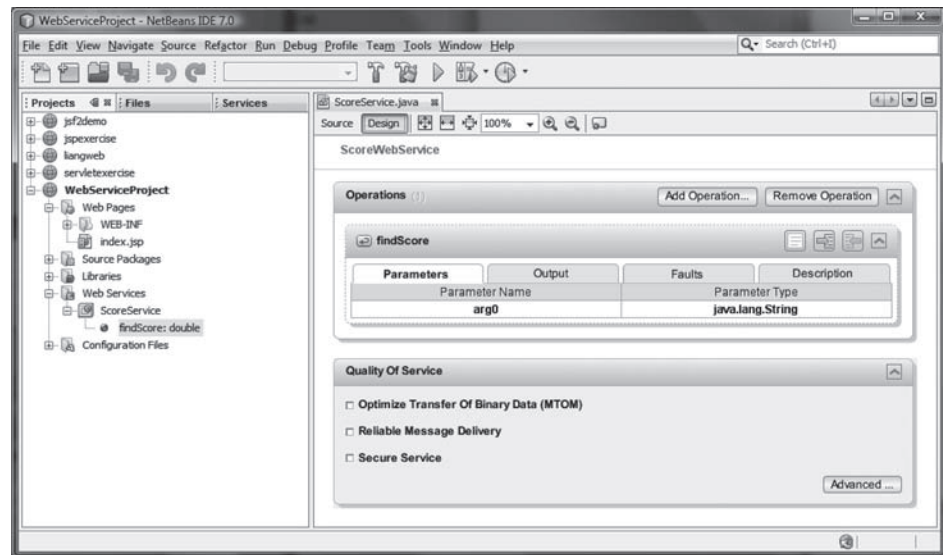 WebServiceProject - NetBeans IDE 7.0
File Edit View Navigate Source Refactor Run Debug Profile Team Tools Window Help
Search (Ctrl+I)
Projects Files Services
ScoreService.java
Source Design 100%
jsf2demo
jspexercise
liangweb
servletexercise
WebServiceProject
Web Pages
WEB-INF
index.jsp
Source Packages
Libraries
Web Services
ScoreService
findScore: double
Configuration Files
ScoreWebService
Operations (1) Add Operation... Remove Operation
findScore
Parameters Output Faults Description
Parameter Name Parameter Type
arg0 java.lang.String
Quality Of Service
Optimize Transfer Of Binary Data (MTOM)
Reliable Message Delivery
Secure Service
Advanced ...